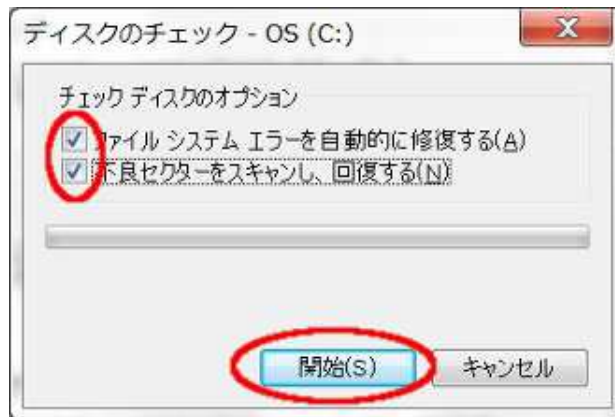 ディスクのチェック - OS (C:)
チェック ディスクのオプション
ファイル システム エラーを自動的に修復する(A)
不良セクターをスキャンし、回復する(N)
開始(S)
キャンセル